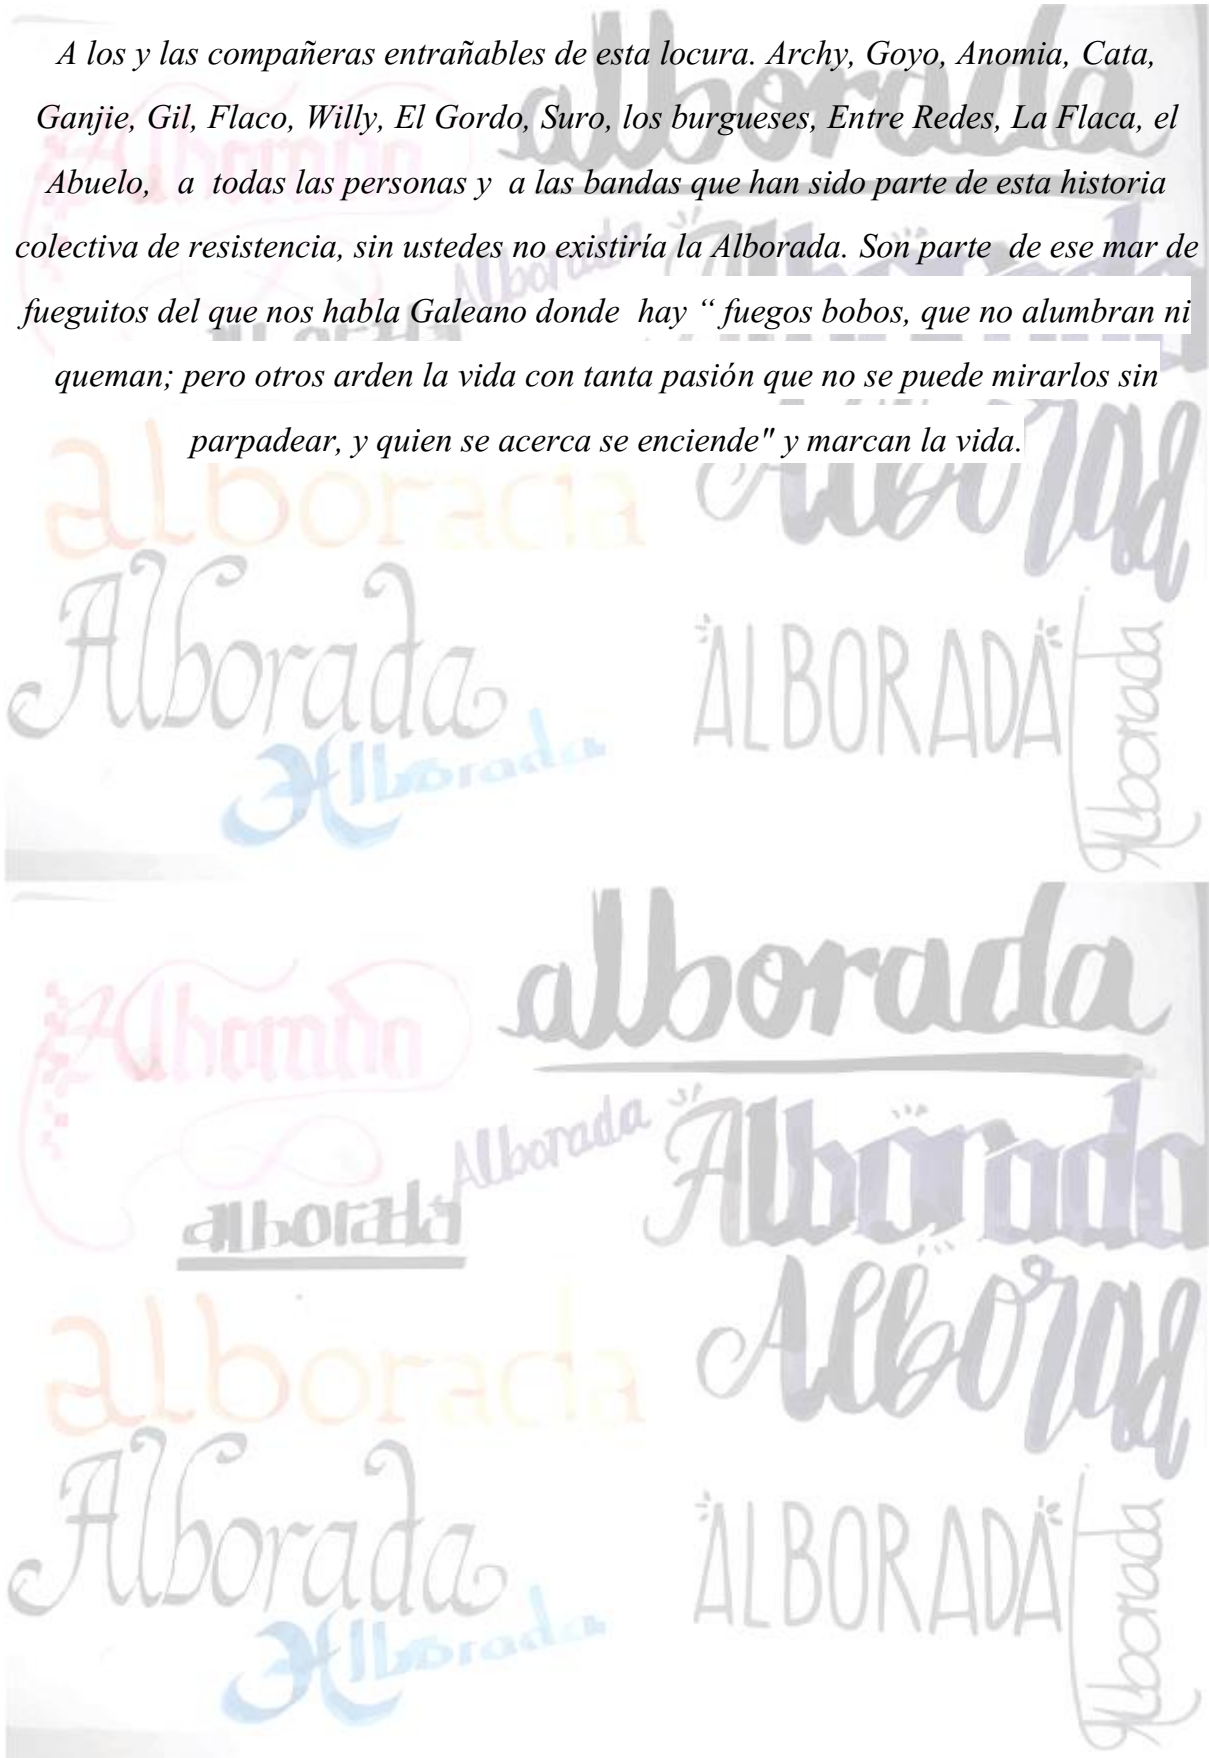 A los y las compañeras entrañables de esta locura. Archy, Goyo, Anomia, Cata,
Ganjie, Gil, Flaco, Willy, El Gordo, Suro, los burgueses, Entre Redes, La Flaca, el
Abuelo, a todas las personas y a las bandas que han sido parte de esta historia
colectiva de resistencia, sin ustedes no existiría la Alborada. Son parte de ese mar de
fueguitos del que nos habla Galeano donde hay “ fuegos bobos, que no alumbran ni
queman; pero otros arden la vida con tanta pasión que no se puede mirarlos sin
parpadear, y quien se acerca se enciende" y marcan la vida.
alborada
Alborada
Alborada
Alborada
alborada
Alborad
Alborada
ALBORADA
Alborada
Alborada
alborada
Alborada
Alborada
Alborada
alborada
alborada
Alborad
Alborada
ALBORADA
Alborada
Alborada